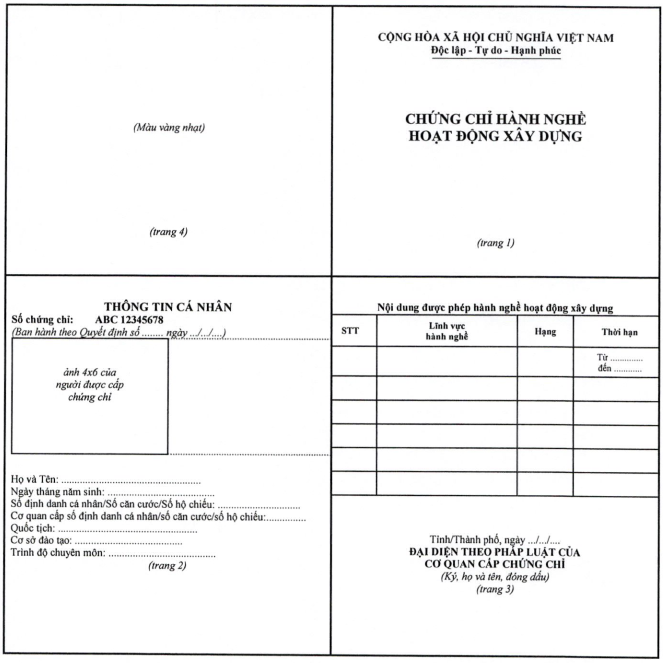 (Màu vàng nhạt)
(trang 4)
CỘNG HÒA XÃ HỘI CHỦ NGHĨA VIỆT NAM
Độc lập - Tự do - Hạnh phúc
CHỨNG CHỈ HÀNH NGHỀ
HOẠT ĐỘNG XÂY DỰNG
(trang 1)
THÔNG TIN CÁ NHÂN
Số chứng chỉ: ABC 12345678
(Ban hành theo Quyết định số ........ ngày .../.../....)
ảnh 4x6 của
người được cấp
chứng chỉ
Họ và Tên: ................................................
Ngày tháng năm sinh: .....................................
Số định danh cá nhân/Số căn cước/Số hộ chiếu: ............................
Cơ quan cấp số định danh cá nhân/số căn cước/số hộ chiếu:.............
Quốc tịch: ................................................
Cơ sở đào tạo: ................................................
Trình độ chuyên môn: .......................................
(trang 2)
Nội dung được phép hành nghề hoạt động xây dựng
STT Lĩnh vực hành nghề Hạng Thời hạn
Từ .............
đến ............
Tỉnh/Thành phố, ngày .../.../....
ĐẠI DIỆN THEO PHÁP LUẬT CỦA
CƠ QUAN CẤP CHỨNG CHỈ
(Ký, họ và tên, đóng dấu)
(trang 3)